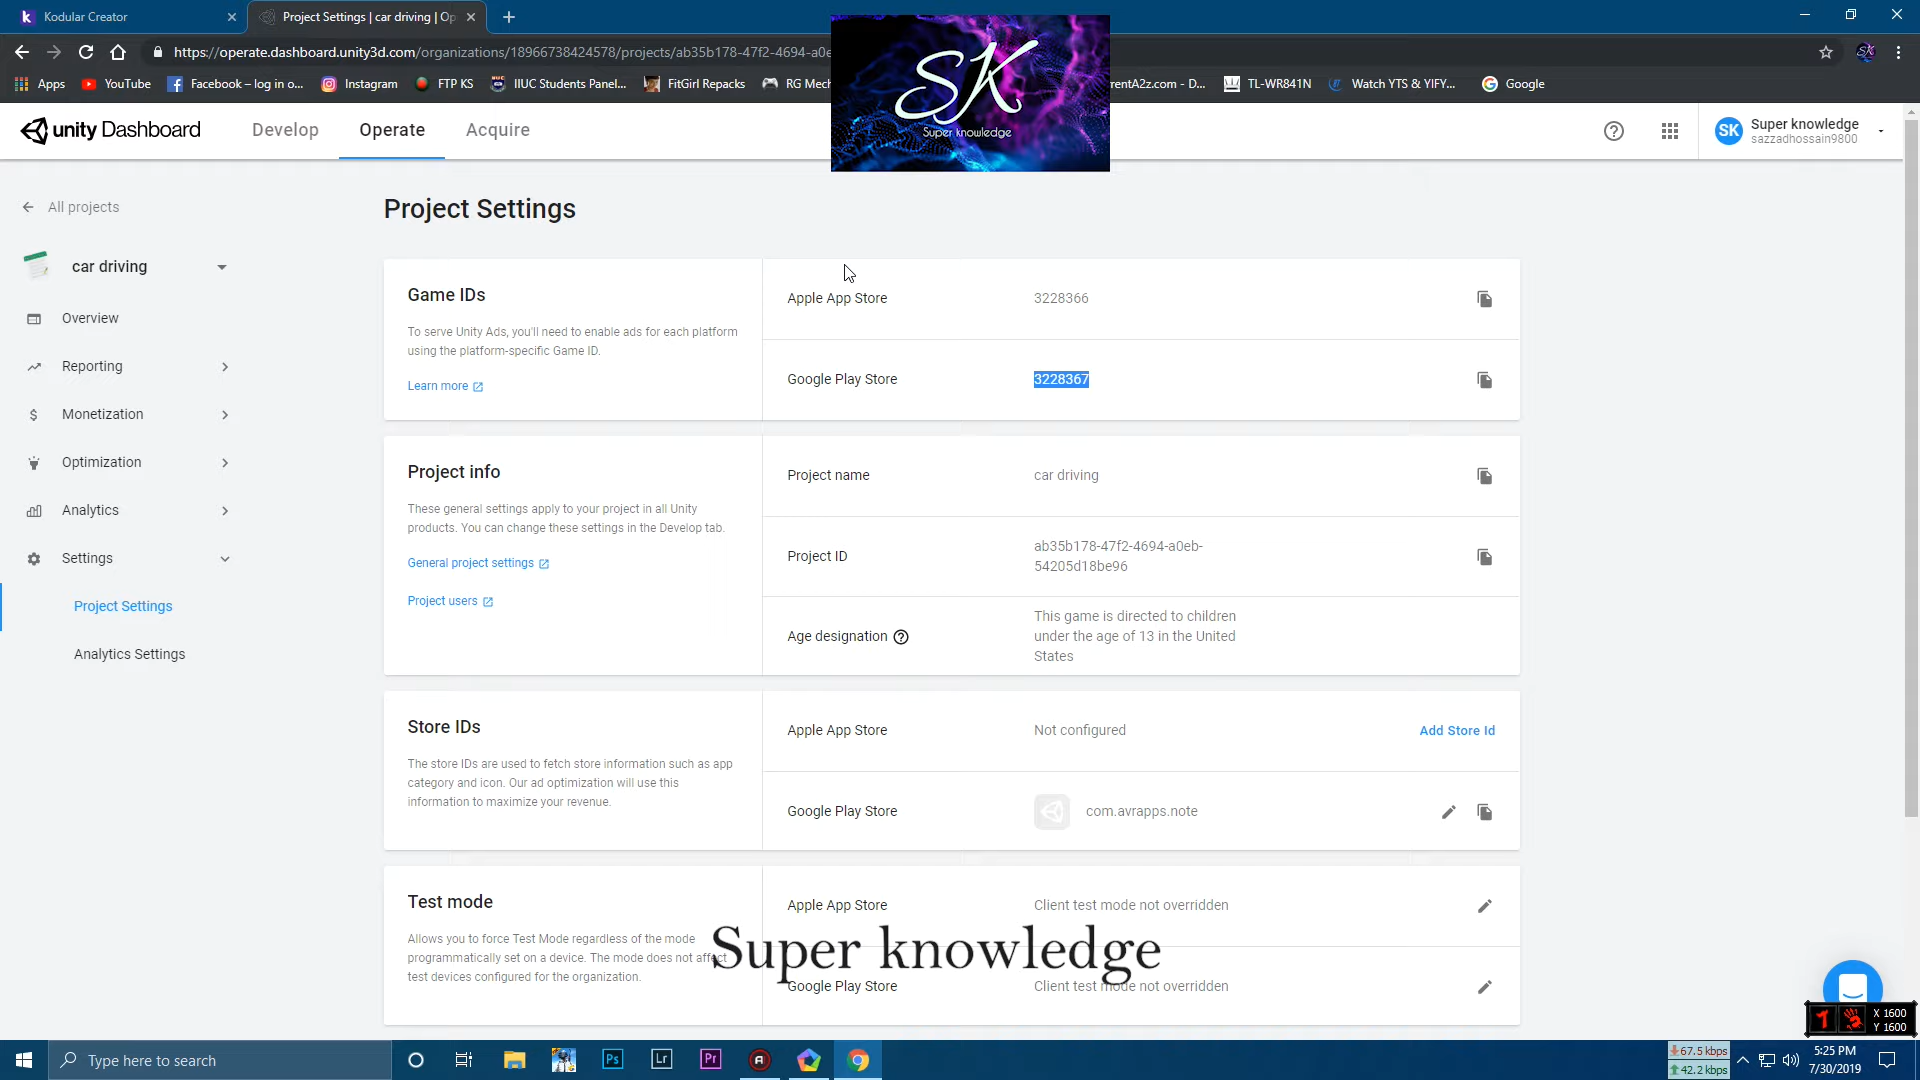 Kodular Creator
Project Settings | car driving | Op
https://operate.dashboard.unity3d.com/organizations/18966738424578/projects/ab35b178-47f2-4694-a0e
Apps
YouTube
Facebook – log in o...
Instagram
FTP KS
IIUC Students Panel...
FitGirl Repacks
RG Mech
rentA2z.com - D...
TL-WR841N
Watch YTS & YIFY...
Google
SK
Super knowledge
unity Dashboard
Develop
Operate
Acquire
SK
Super knowledge
sazzadhossain9800
All projects
car driving
Overview
Reporting
Monetization
Optimization
Analytics
Settings
Project Settings
Analytics Settings
Project Settings
Game IDs
To serve Unity Ads, you'll need to enable ads for each platform
using the platform-specific Game ID.
Learn more
Apple App Store
3228366
Google Play Store
3228367
Project info
These general settings apply to your project in all Unity
products. You can change these settings in the Develop tab.
General project settings
Project users
Project name
car driving
Project ID
ab35b178-47f2-4694-a0eb-
54205d18be96
Age designation
This game is directed to children
under the age of 13 in the United
States
Store IDs
The store IDs are used to fetch store information such as app
category and icon. Our ad optimization will use this
information to maximize your revenue.
Apple App Store
Not configured
Add Store Id
Google Play Store
com.avrapps.note
Test mode
Allows you to force Test Mode regardless of the mode
programmatically set on a device. The mode does not affect
test devices configured for the organization.
Apple App Store
Client test mode not overridden
Super knowledge
Google Play Store
Client test mode not overridden
X 1600
Y 1600
Type here to search
Ps
Lr
Pr
67.5 kbps
42.2 kbps
5:25 PM
7/30/2019